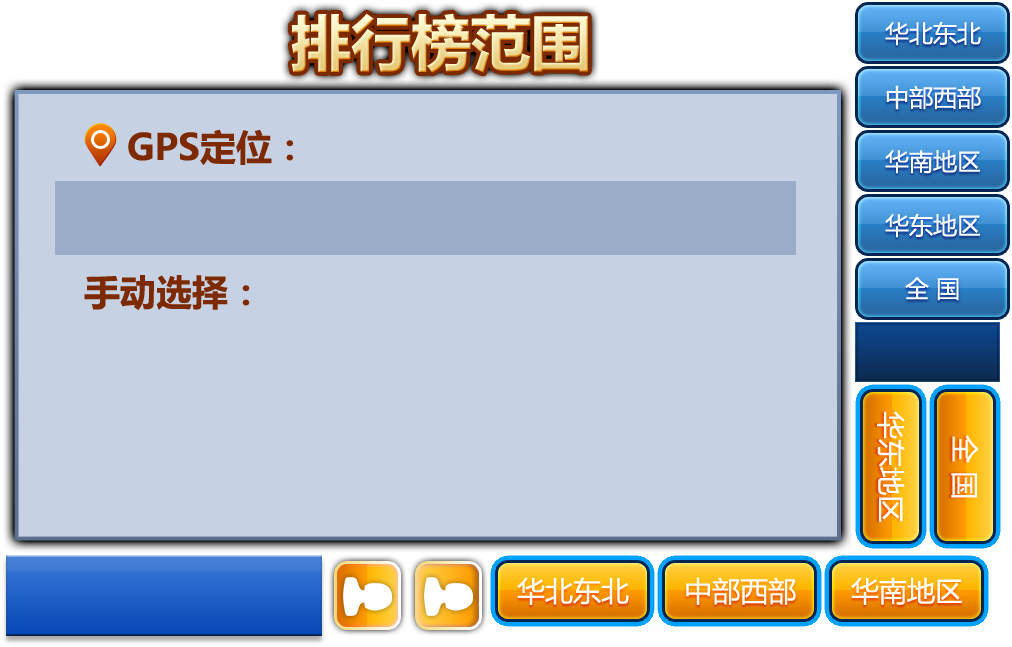 排行榜范围
GPS定位：
手动选择：
华北东北
中部西部
华南地区
华东地区
全 国
华东地区
全 国
华北东北
中部西部
华南地区